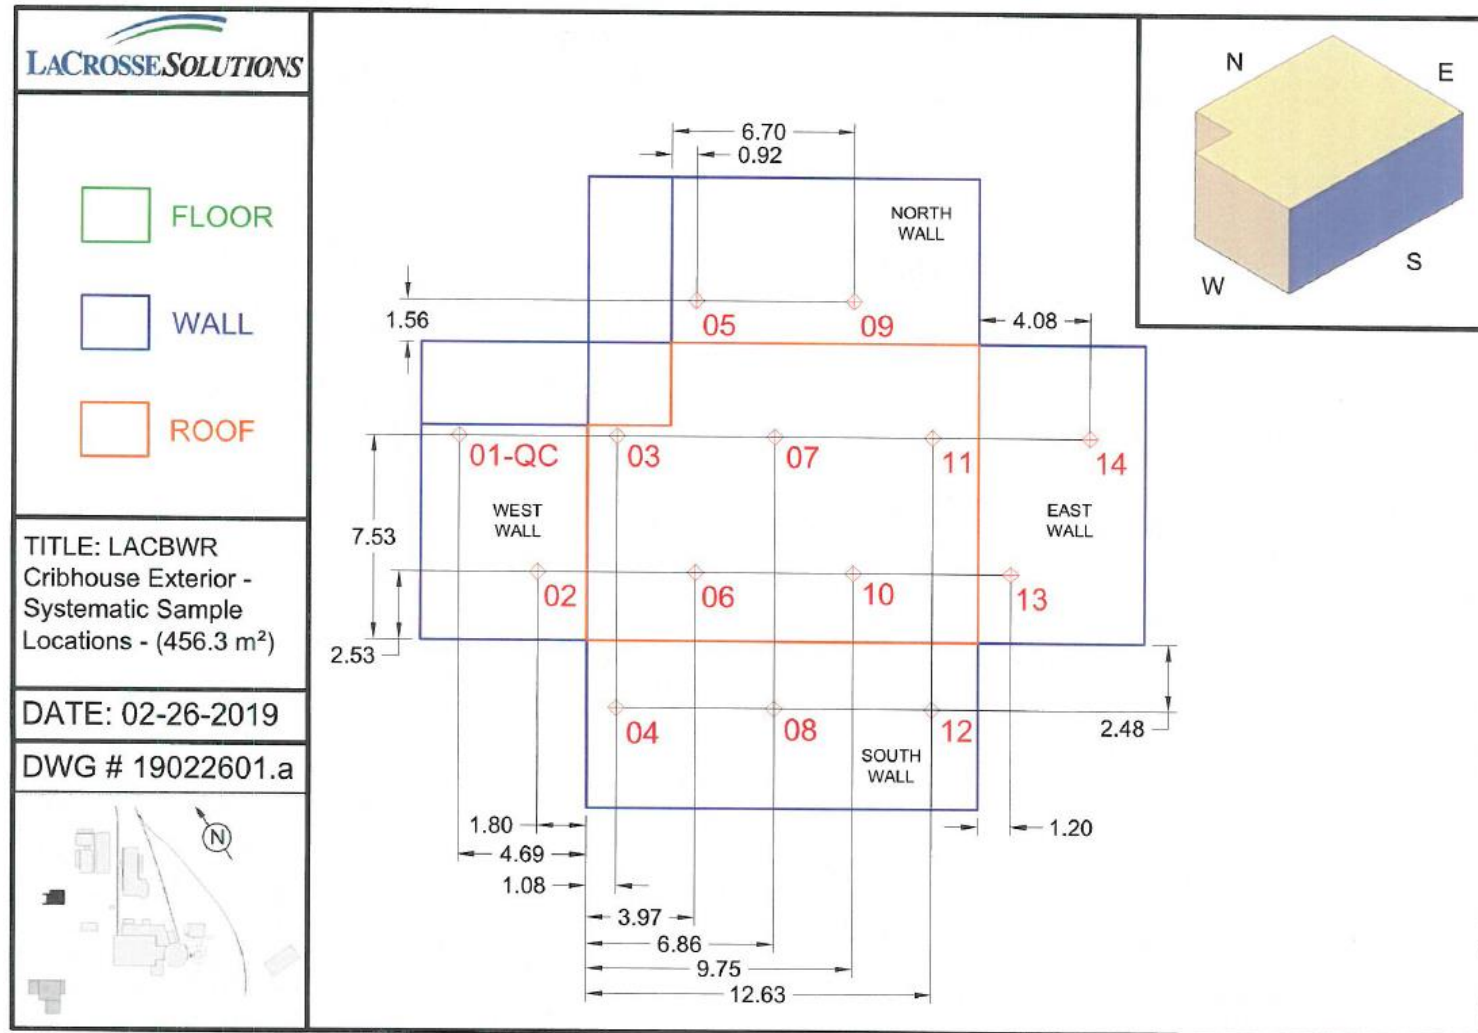 LACROSSESOLUTIONS
FLOOR
WALL
ROOF
TITLE: LACBWR
Cribhouse Exterior -
Systematic Sample
Locations - (456.3 m²)
DATE: 02-26-2019
DWG # 19022601.a
N
6.70
0.92
NORTH
WALL
1.56
05
09
4.08
01-QC
03
07
11
14
WEST
WALL
EAST
WALL
7.53
02
06
10
13
2.53
04
08
12
2.48
SOUTH
WALL
1.80
1.20
4.69
1.08
3.97
6.86
9.75
12.63
N
E
W
S